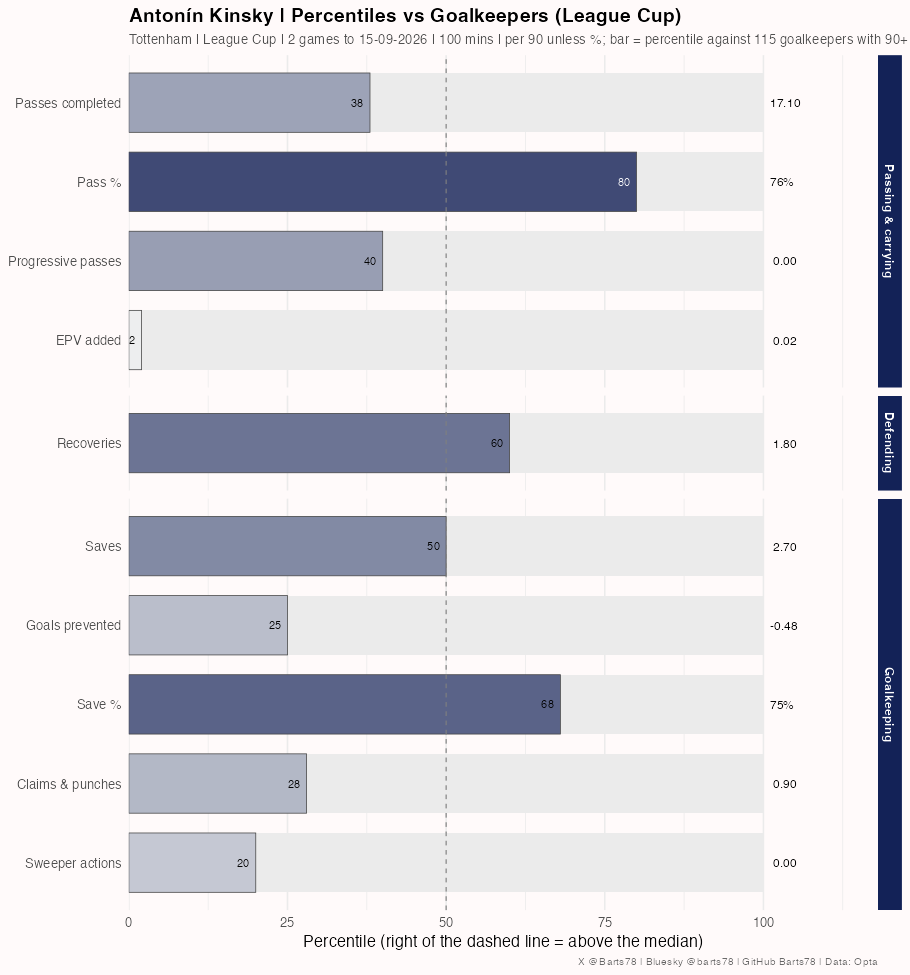 Antonín Kinsky | Percentiles vs Goalkeepers (League Cup)
Tottenham | League Cup | 2 games to 15-09-2026 | 100 mins | per 90 unless %; bar = percentile against 115 goalkeepers with 90+
Passes completed 38 17.10
Pass % 80 76%
Progressive passes 40 0.00
EPV added 2 0.02
Passing & carrying
Recoveries 60 1.80
Defending
Saves 50 2.70
Goals prevented 25 -0.48
Save % 68 75%
Claims & punches 28 0.90
Sweeper actions 20 0.00
Goalkeeping
0 25 50 75 100
Percentile (right of the dashed line = above the median)
X @Barts78 | Bluesky @barts78 | GitHub Barts78 | Data: Opta